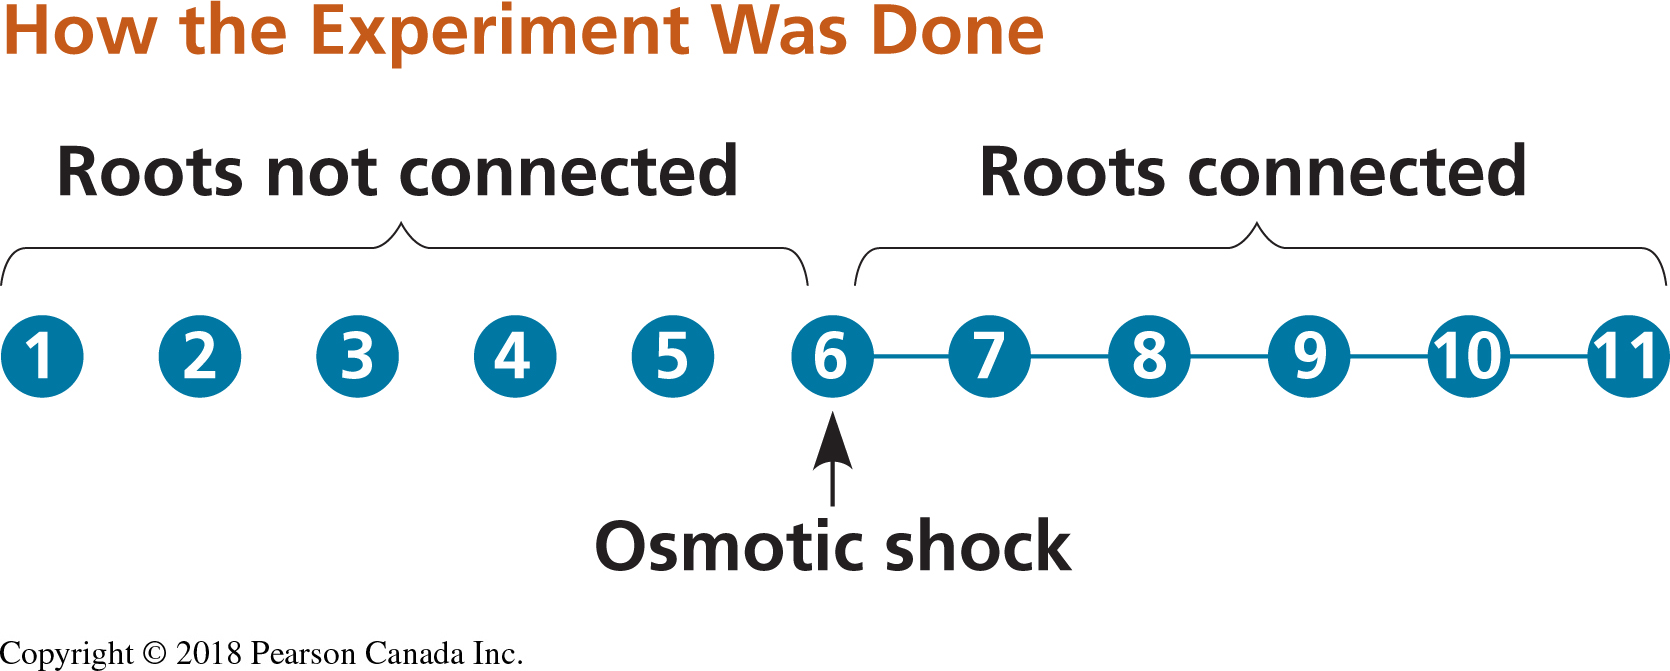 How the Experiment Was Done
Roots not connected Roots connected
1 2 3 4 5 6 7 8 9 10 11
Osmotic shock
Copyright © 2018 Pearson Canada Inc.